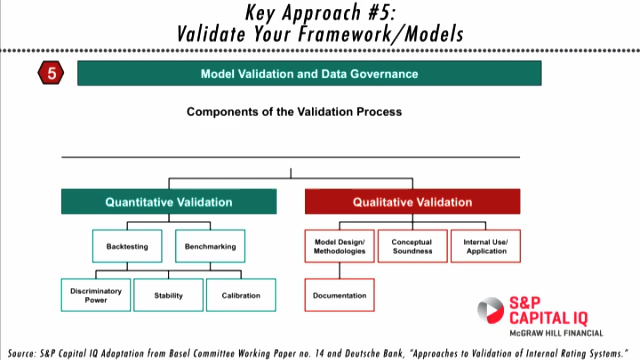 Key Approach #5:
Validate Your Framework/Models
5
Model Validation and Data Governance
Components of the Validation Process
Quantitative Validation
Qualitative Validation
Backtesting
Benchmarking
Model Design/
Methodologies
Conceptual
Soundness
Internal Use/
Application
Discriminatory
Power
Stability
Calibration
Documentation
S&P
CAPITAL IQ
McGRAW HILL FINANCIAL
Source: S&P Capital IQ Adaptation from Basel Committee Working Paper no. 14 and Deutsche Bank, "Approaches to Validation of Internal Rating Systems."